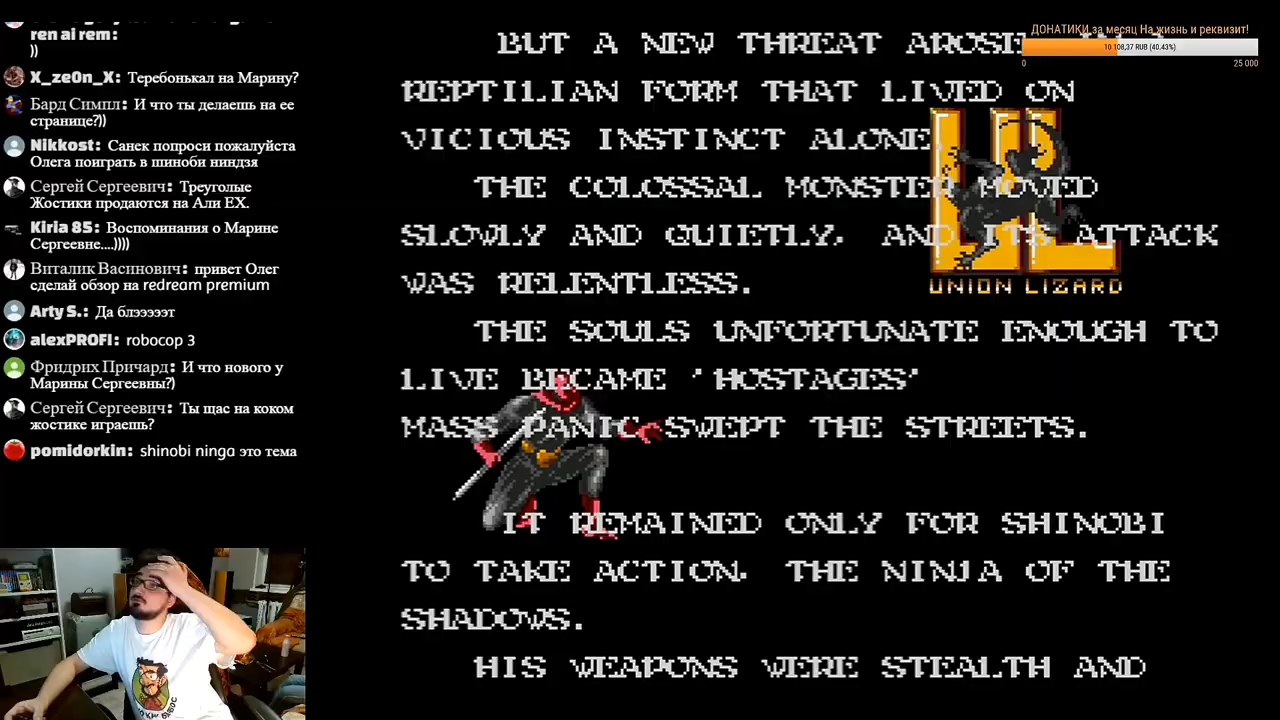 ren ai rem:
))
X_ze0n_X: Теребонькал на Марину?
Бард Симпл: И что ты делаешь на ее
странице?))
Nikkost: Санек попроси пожалуйста
Олега поиграть в шиноби ниндзя
Сергей Сергеевич: Треуголые
Жостики продаются на Али ЕХ.
Kiria 85: Воспоминания о Марине
Сергеевне....))))
Виталик Васинович: привет Олег
сделай обзор на redream premium
Arty S.: Да блэээээт
alexPROFI: robocop 3
Фридрих Причард: И что нового у
Марины Сергеевны?)
Сергей Сергеевич: Ты щас на коком
жостике играешь?
pomidorkin: shinobi ninga это тема
ДОНАТИКИ за месяц На жизнь и реквизит!
10 108,37 RUB (40.43%)
0 25 000
BUT A NEW THREAT AROSE
REPTILIAN FORM THAT LIVED ON
VICIOUS INSTINCT ALONE
THE COLOSSAL MONSTER MOVED
SLOWLY AND QUIETLY. AND ITS ATTACK
WAS RELENTLESS.
UNION LIZARD
THE SOULS UNFORTUNATE ENOUGH TO
LIVE BECAME 'HOSTAGES'
MASS PANIC SWEPT THE STREETS.
IT REMAINED ONLY FOR SHINOBI
TO TAKE ACTION. THE NINJA OF THE
SHADOWS.
HIS WEAPONS WERE STEALTH AND